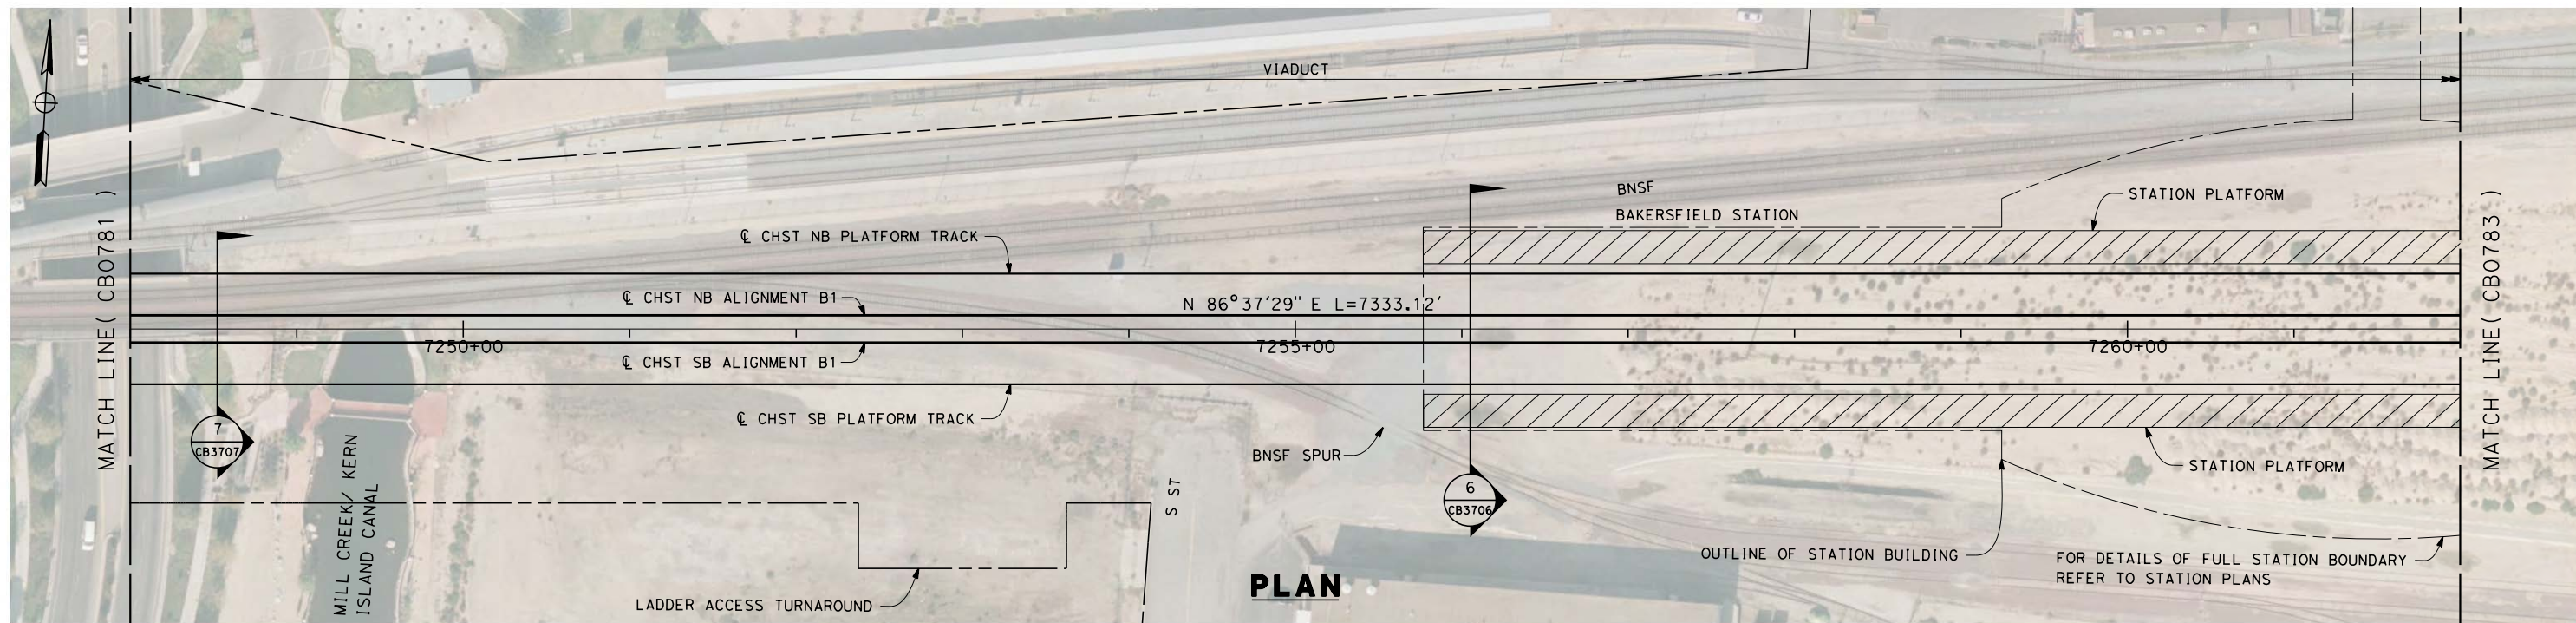 VIADUCT
BNSF
STATION PLATFORM
BAKERSFIELD STATION
MATCH LINE( CB0781 )
MATCH LINE( CB0783 )
℄ CHST NB PLATFORM TRACK
℄ CHST NB ALIGNMENT B1
N 86°37'29" E L=7333.12'
7250+00
7255+00
7260+00
℄ CHST SB ALIGNMENT B1
℄ CHST SB PLATFORM TRACK
7
CB3707
BNSF SPUR
STATION PLATFORM
6
CB3706
S ST
MILL CREEK/ KERN
ISLAND CANAL
OUTLINE OF STATION BUILDING
FOR DETAILS OF FULL STATION BOUNDARY
REFER TO STATION PLANS
LADDER ACCESS TURNAROUND
PLAN